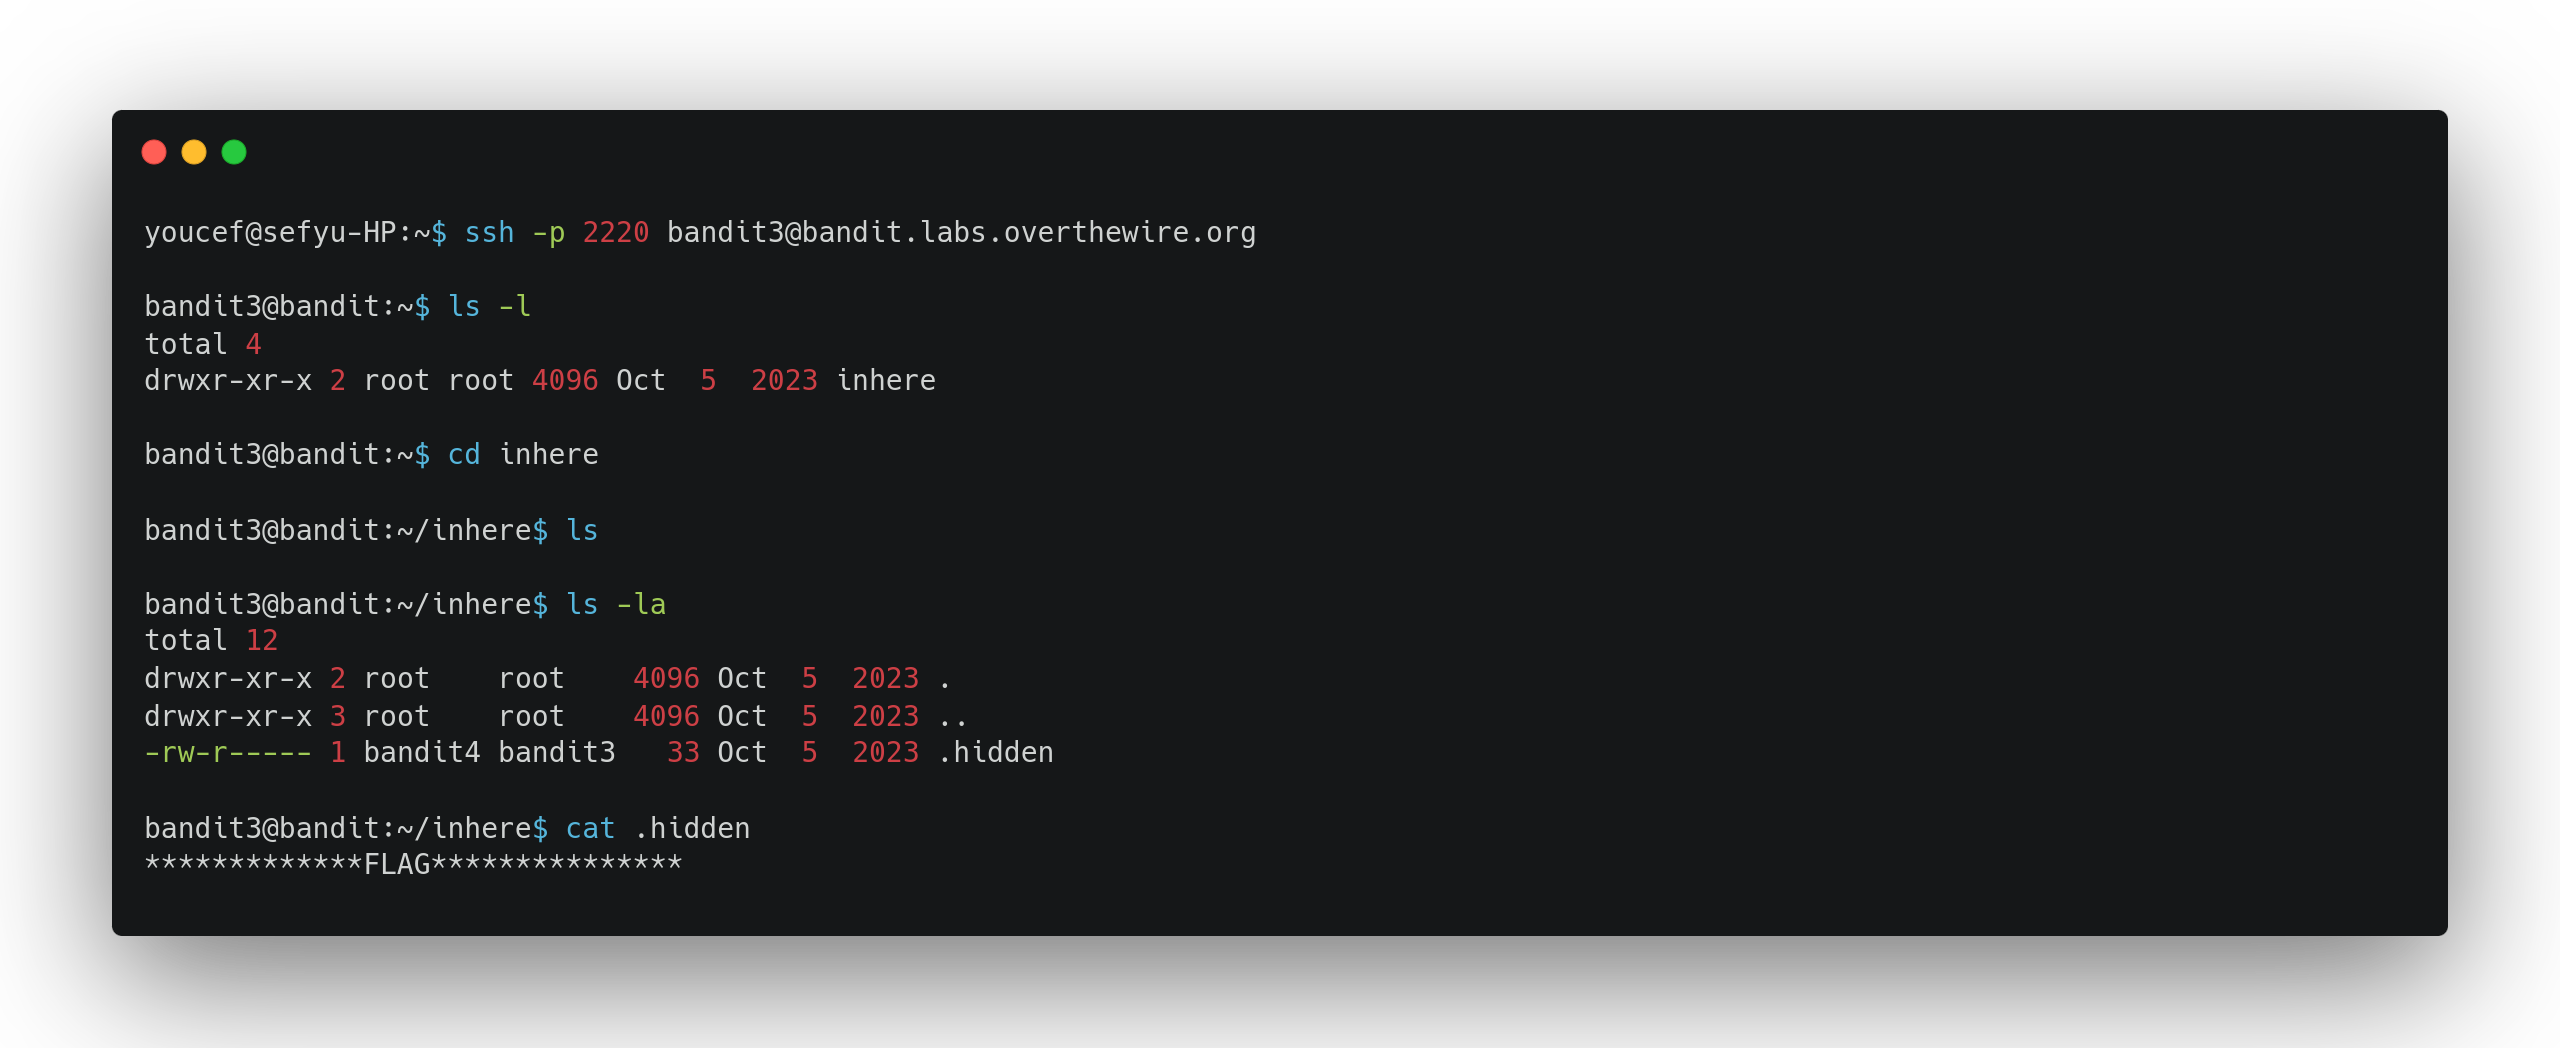 youcef@sefyu-HP:~$ ssh -p 2220 bandit3@bandit.labs.overthewire.org
bandit3@bandit:~$ ls -l
total 4
drwxr-xr-x 2 root root 4096 Oct  5  2023 inhere
bandit3@bandit:~$ cd inhere
bandit3@bandit:~/inhere$ ls
bandit3@bandit:~/inhere$ ls -la
total 12
drwxr-xr-x 2 root    root    4096 Oct  5  2023 .
drwxr-xr-x 3 root    root    4096 Oct  5  2023 ..
-rw-r----- 1 bandit4 bandit3   33 Oct  5  2023 .hidden
bandit3@bandit:~/inhere$ cat .hidden
*************FLAG***************